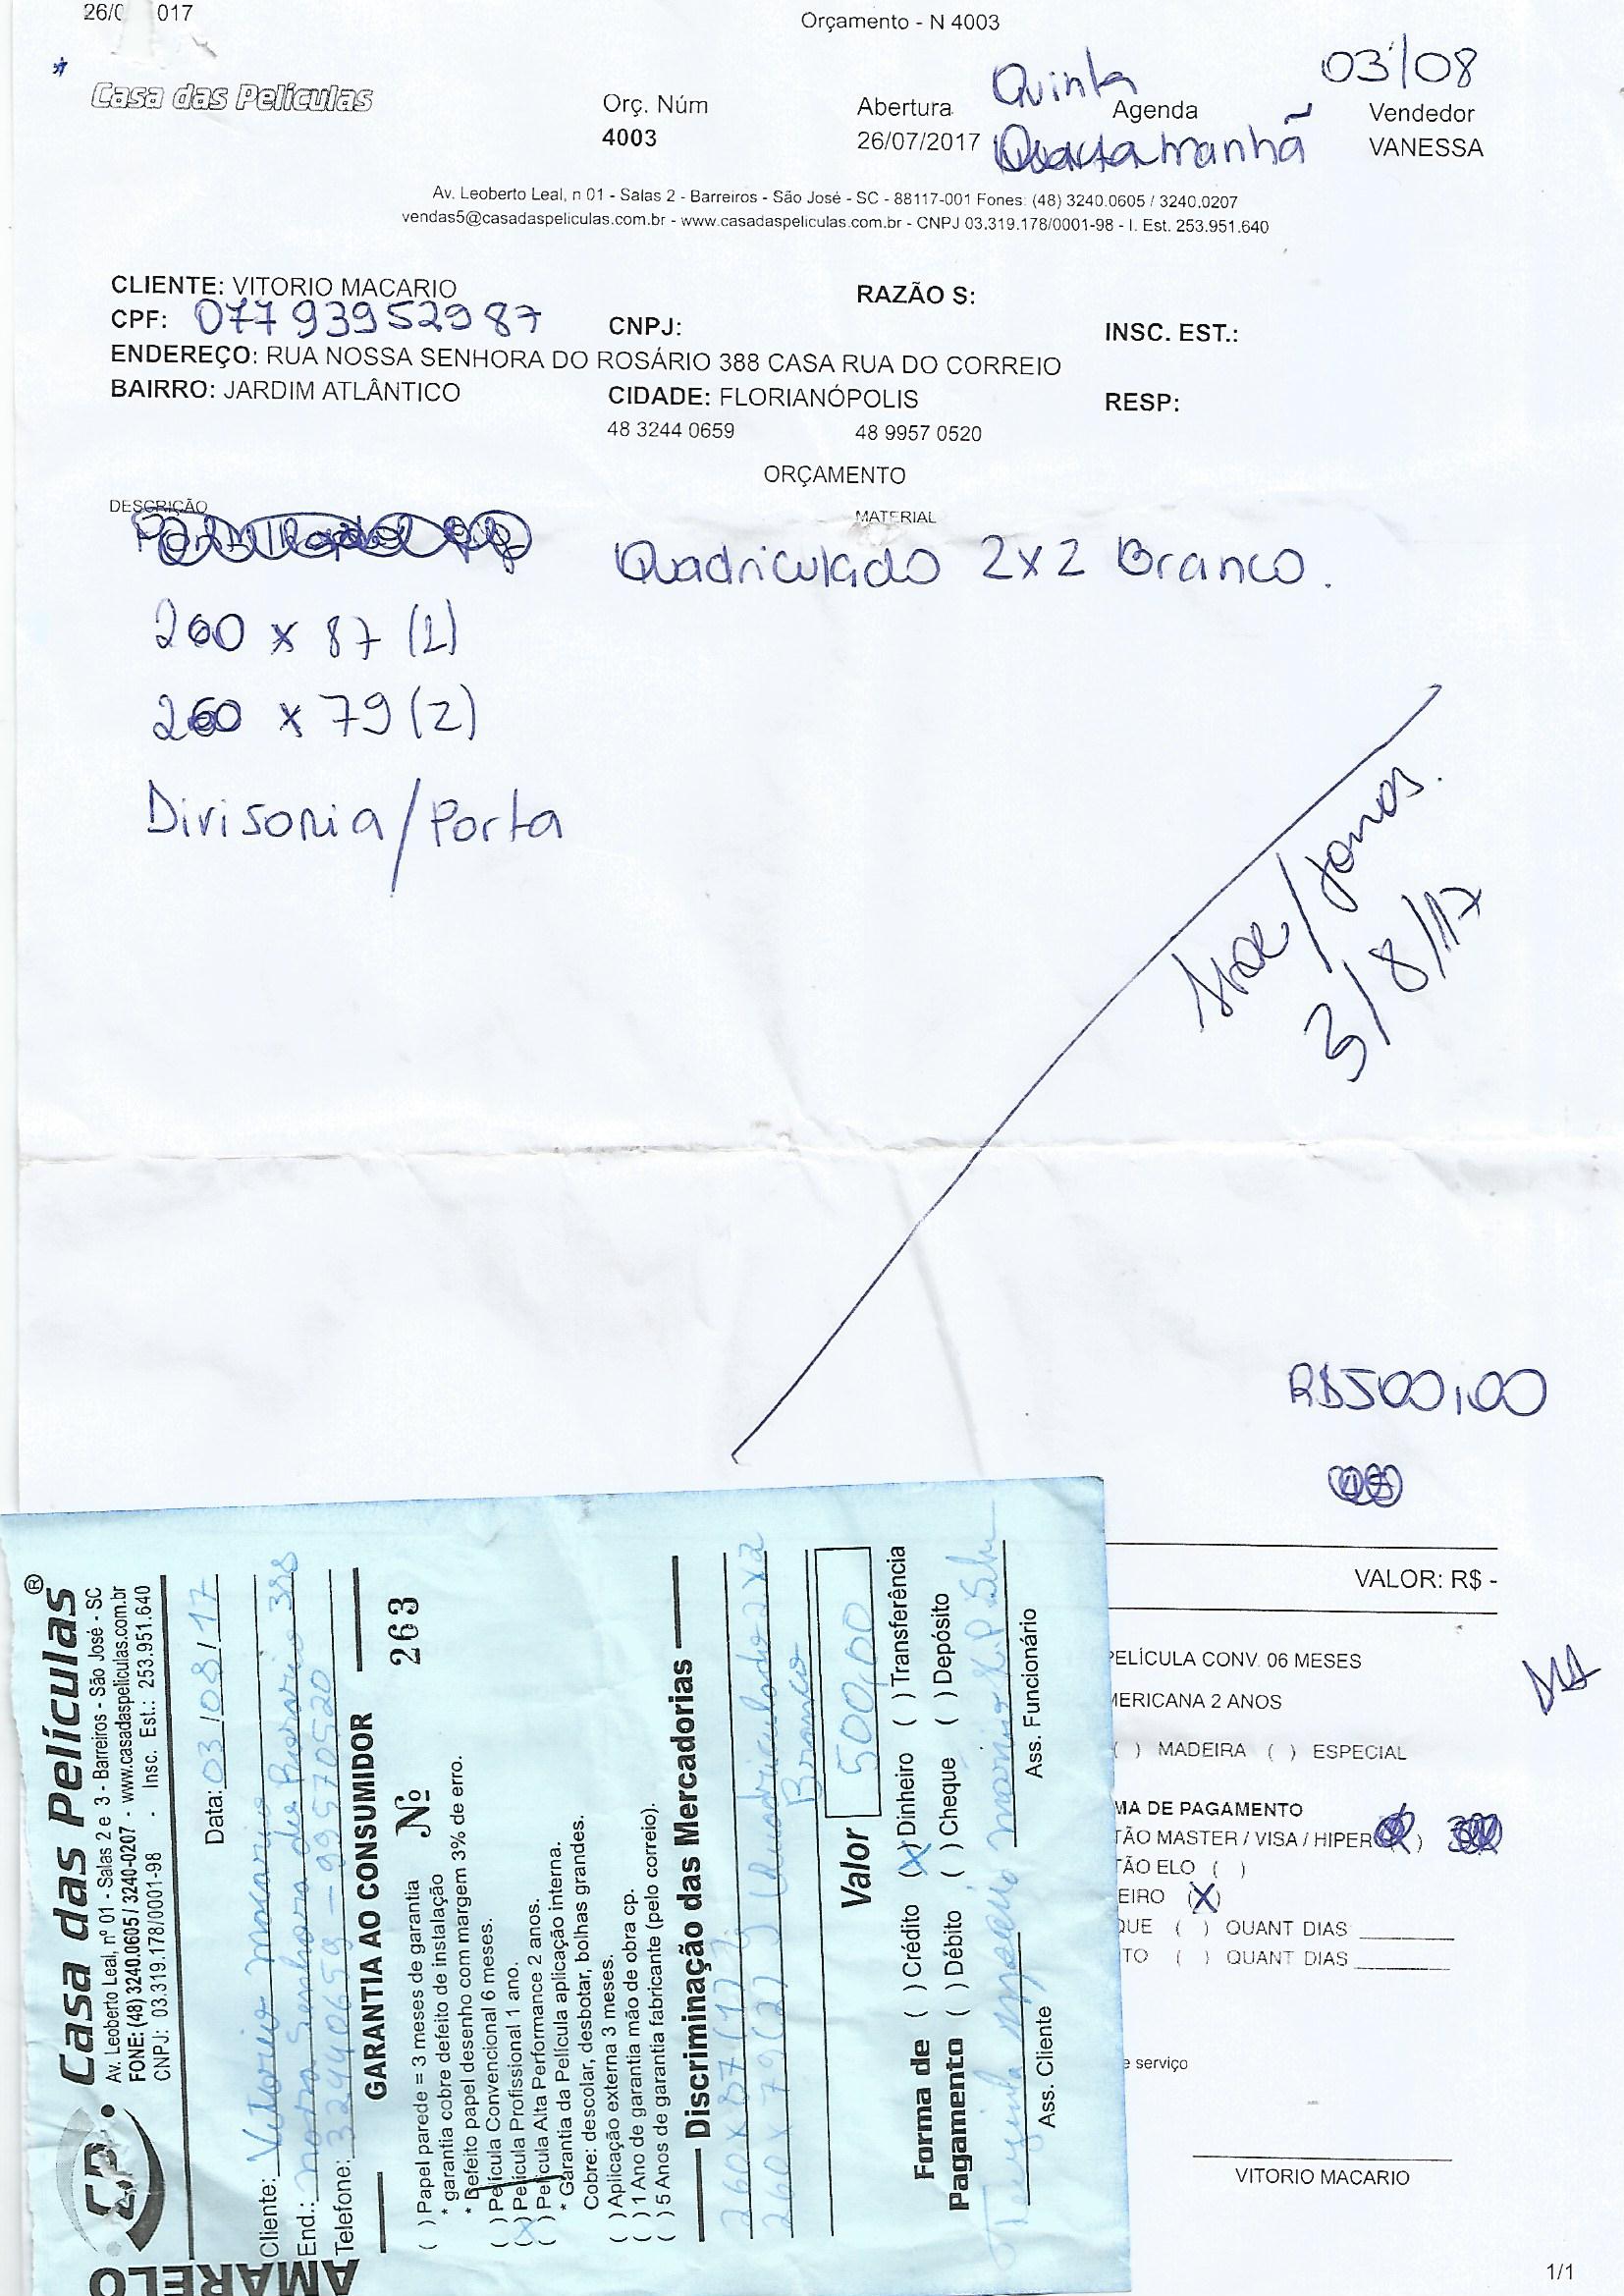 26/0 017
Orçamento - N 4003
Casa das Películas
Orç. Núm
4003
Abertura
26/07/2017
Quinta
Agenda
Quarta manhã
03/08
Vendedor
VANESSA
Av. Leoberto Leal, n 01 - Salas 2 - Barreiros - São José - SC - 88117-001 Fones: (48) 3240.0605 / 3240.0207
vendas5@casadaspeliculas.com.br - www.casadaspeliculas.com.br - CNPJ 03.319.178/0001-98 - I. Est. 253.951.640
CLIENTE: VITORIO MACARIO
RAZÃO S:
CPF: 07793952987
CNPJ:
INSC. EST.:
ENDEREÇO: RUA NOSSA SENHORA DO ROSÁRIO 388 CASA RUA DO CORREIO
BAIRRO: JARDIM ATLÂNTICO
CIDADE: FLORIANÓPOLIS
RESP:
48 3244 0659
48 9957 0520
ORÇAMENTO
DESCRIÇÃO
MATERIAL
Quadriculado 2x2 Branco.
260 x 87 (1)
260 x 79 (2)
Divisoria/Porta
3/8/17
R$500,00
VALOR: R$ -
PELÍCULA CONV. 06 MESES
MERICANA 2 ANOS
( ) MADEIRA ( ) ESPECIAL
MA DE PAGAMENTO
TÃO MASTER / VISA / HIPER )
TÃO ELO ( )
EIRO (X)
QUE ( ) QUANT DIAS
TO ( ) QUANT DIAS
e serviço
VITORIO MACARIO
1/1
AMARELO
Casa das Películas®
Av. Leoberto Leal, nº 01 - Salas 2 e 3 - Barreiros - São José - SC
FONE: (48) 3240.0605 / 3240-0207 - www.casadaspeliculas.com.br
CNPJ: 03.319.178/0001-98 - Insc. Est.: 253.951.640
Data: 03/08/17
Cliente: Vitorio Macario
End.: Nossa Senhora do Rosario 388
Telefone: 32440659 - 99570520
GARANTIA AO CONSUMIDOR
( ) Papel parede = 3 meses de garantia
Nº 263
* garantia cobre defeito de instalação
* Defeito papel desenho com margem 3% de erro.
( ) Película Convencional 6 meses.
(X) Película Profissional 1 ano.
( ) Película Alta Performance 2 anos.
* Garantia da Película aplicação interna.
Cobre: descolar, desbotar, bolhas grandes.
( ) Aplicação externa 3 meses.
( ) 1 Ano de garantia mão de obra cp.
( ) 5 Anos de garantia fabricante (pelo correio).
Discriminação das Mercadorias
260 x 87 (1)
260 x 79 (2) Quadriculado 2x2
Branco
Valor 500,00
Forma de Pagamento
( ) Crédito (X) Dinheiro ( ) Transferência
( ) Débito ( ) Cheque ( ) Depósito
Ass. Cliente
Ass. Funcionário